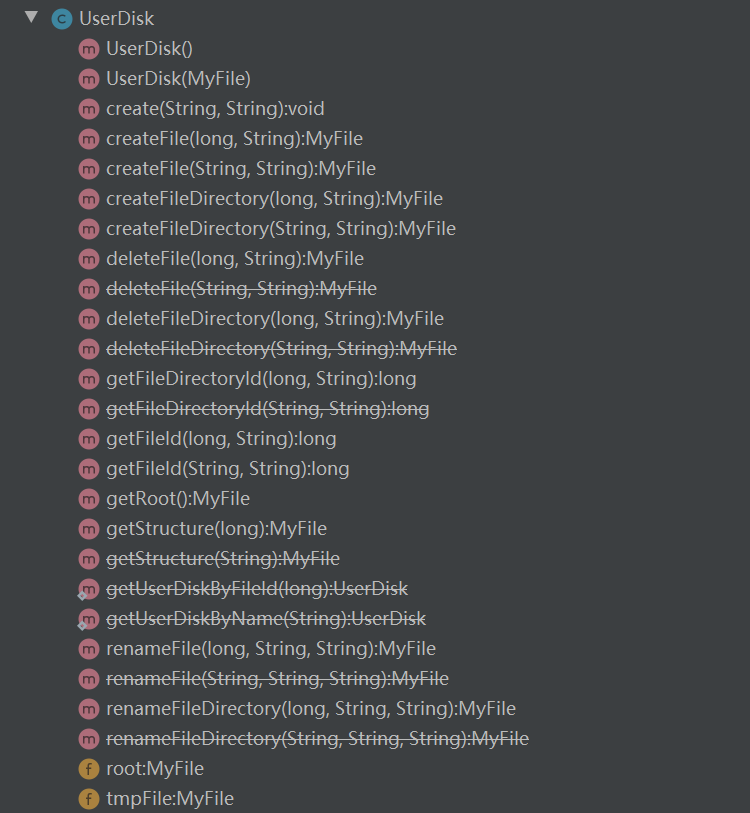 UserDisk
UserDisk()
UserDisk(MyFile)
create(String, String):void
createFile(long, String):MyFile
createFile(String, String):MyFile
createFileDirectory(long, String):MyFile
createFileDirectory(String, String):MyFile
deleteFile(long, String):MyFile
deleteFile(String, String):MyFile
deleteFileDirectory(long, String):MyFile
deleteFileDirectory(String, String):MyFile
getFileDirectoryId(long, String):long
getFileDirectoryId(String, String):long
getFileId(long, String):long
getFileId(String, String):long
getRoot():MyFile
getStructure(long):MyFile
getStructure(String):MyFile
getUserDiskByFileId(long):UserDisk
getUserDiskByName(String):UserDisk
renameFile(long, String, String):MyFile
renameFile(String, String, String):MyFile
renameFileDirectory(long, String, String):MyFile
renameFileDirectory(String, String, String):MyFile
root:MyFile
tmpFile:MyFile